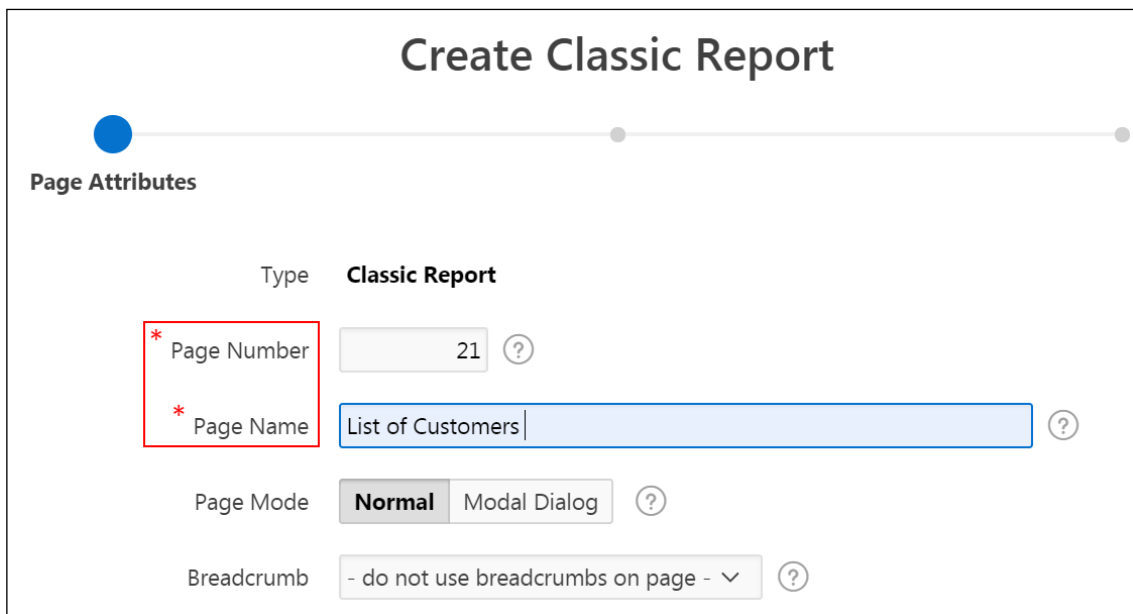 Create Classic Report
Page Attributes
Type Classic Report
* Page Number 21 ?
* Page Name List of Customers ?
Page Mode Normal Modal Dialog ?
Breadcrumb - do not use breadcrumbs on page - ?